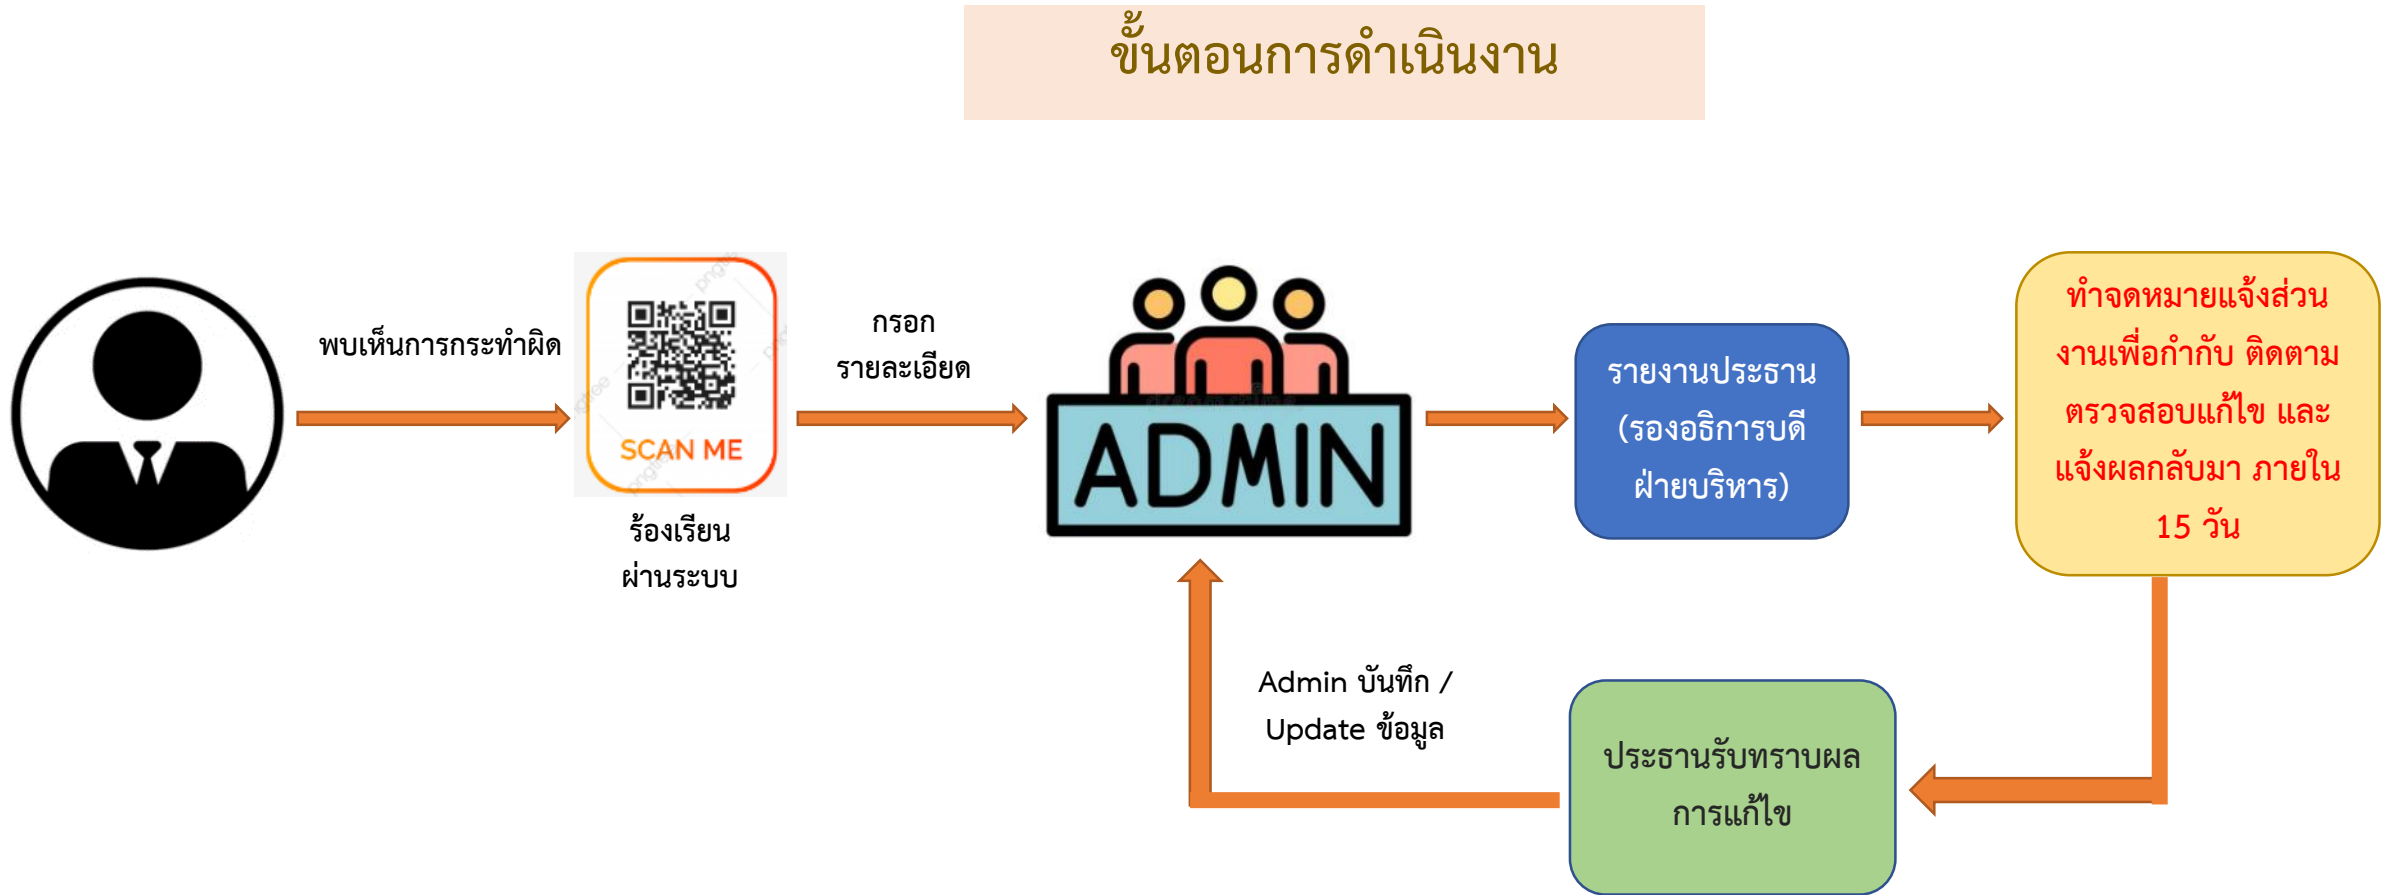 ขั้นตอนการดำเนินงาน
พบเห็นการกระทำผิด
SCAN ME
ร้องเรียน
ผ่านระบบ
กรอก
รายละเอียด
ADMIN
รายงานประธาน
(รองอธิการบดี
ฝ่ายบริหาร)
ทำจดหมายแจ้งส่วน
งานเพื่อกำกับ ติดตาม
ตรวจสอบแก้ไข และ
แจ้งผลกลับมา ภายใน
15 วัน
ประธานรับทราบผล
การแก้ไข
Admin บันทึก /
Update ข้อมูล